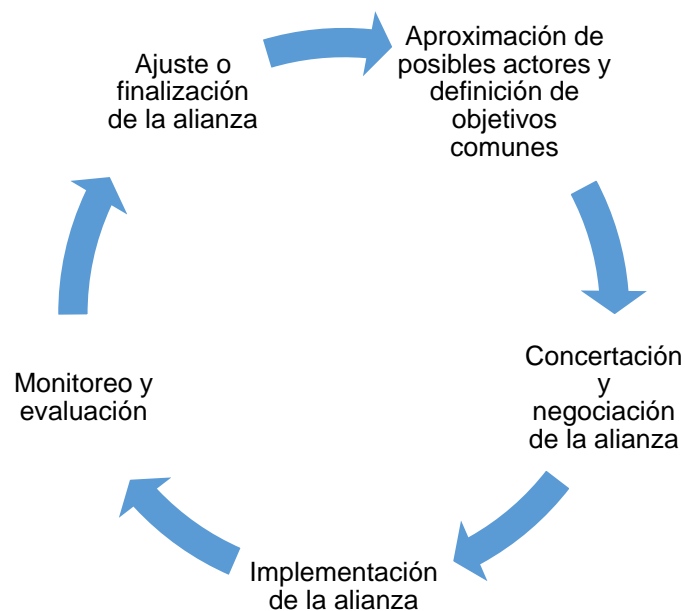 Aproximación de
posibles actores y
definición de
objetivos
comunes
Concertación
y
negociación
de la alianza
Implementación
de la alianza
Monitoreo y
evaluación
Ajuste o
finalización
de la alianza